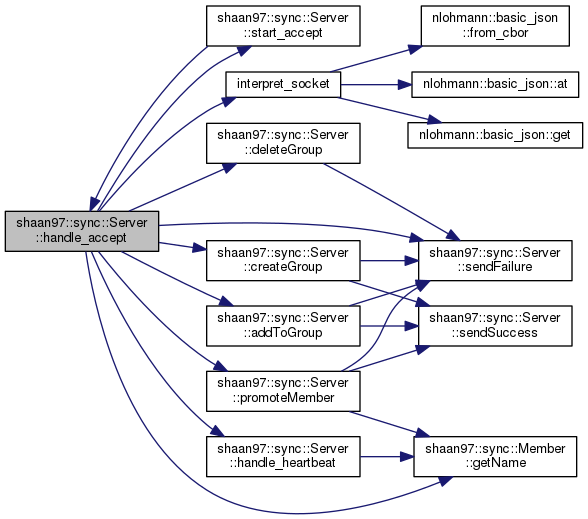 shaan97::sync::Server
::handle_accept
shaan97::sync::Server
::start_accept
interpret_socket
shaan97::sync::Server
::deleteGroup
shaan97::sync::Server
::createGroup
shaan97::sync::Server
::addToGroup
shaan97::sync::Server
::promoteMember
shaan97::sync::Server
::handle_heartbeat
nlohmann::basic_json
::from_cbor
nlohmann::basic_json::at
nlohmann::basic_json::get
shaan97::sync::Server
::sendFailure
shaan97::sync::Server
::sendSuccess
shaan97::sync::Member
::getName